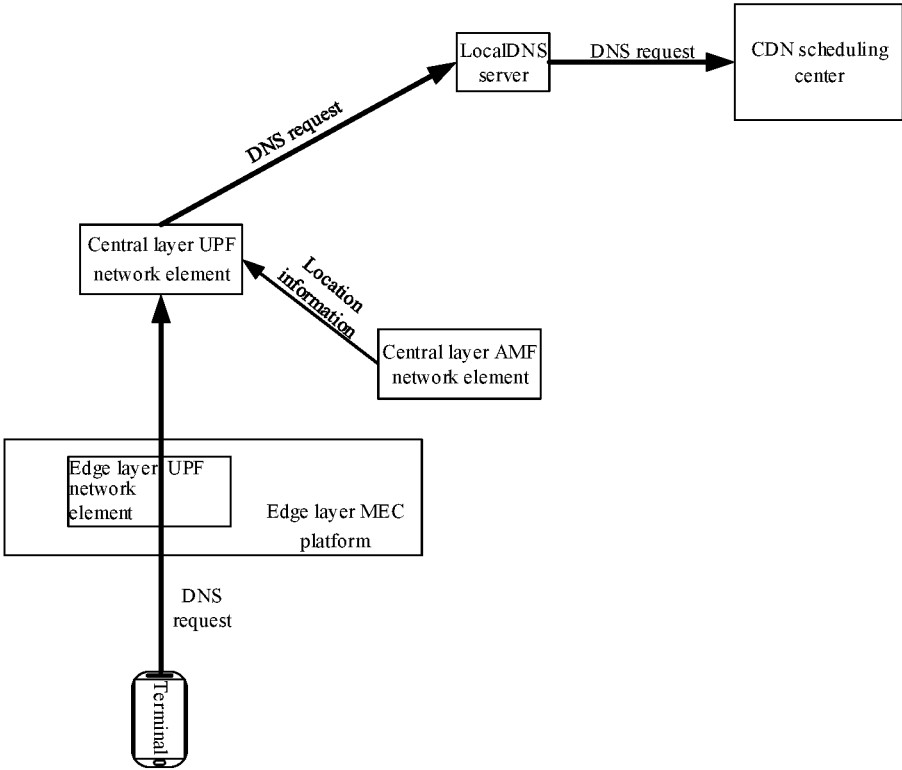 LocalDNS
server
DNS request
CDN scheduling
center
DNS request
Central layer UPF
network element
Location
information
Central layer AMF
network element
Edge layer UPF
network
element
Edge layer MEC
platform
DNS
request
Terminal